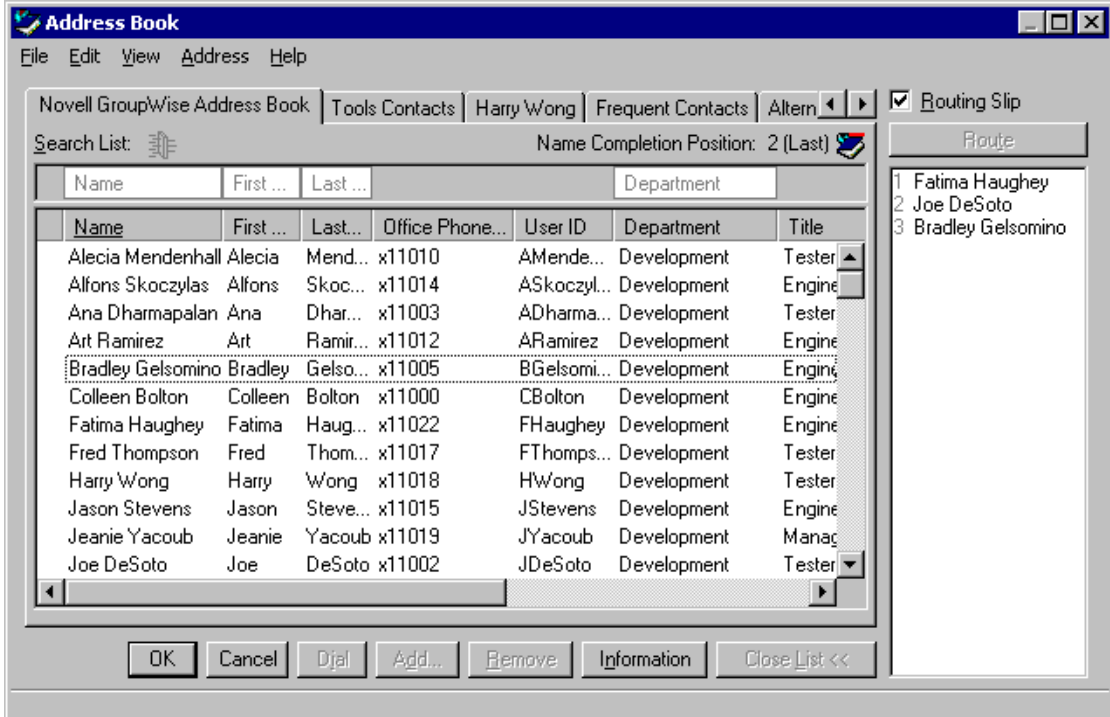 Address Book
File Edit View Address Help
Novell GroupWise Address Book Tools Contacts Harry Wong Frequent Contacts Altern
Routing Slip
Search List: Name Completion Position: 2 (Last)
Route
Name First ... Last ... Department
Name First ... Last... Office Phone... User ID Department Title
Alecia Mendenhall Alecia Mend... x11010 AMende... Development Tester
Alfons Skoczylas Alfons Skoc... x11014 ASkoczyl... Development Engine
Ana Dharmapalan Ana Dhar... x11003 ADharma... Development Tester
Art Ramirez Art Ramir... x11012 ARamirez Development Engine
Bradley Gelsomino Bradley Gelso... x11005 BGelsomi... Development Engine
Colleen Bolton Colleen Bolton x11000 CBolton Development Engine
Fatima Haughey Fatima Haug... x11022 FHaughey Development Engine
Fred Thompson Fred Thom... x11017 FThomps... Development Tester
Harry Wong Harry Wong x11018 HWong Development Tester
Jason Stevens Jason Steve... x11015 JStevens Development Engine
Jeanie Yacoub Jeanie Yacoub x11019 JYacoub Development Manag
Joe DeSoto Joe DeSoto x11002 JDeSoto Development Tester
1 Fatima Haughey
2 Joe DeSoto
3 Bradley Gelsomino
OK Cancel Dial Add... Remove Information Close List <<